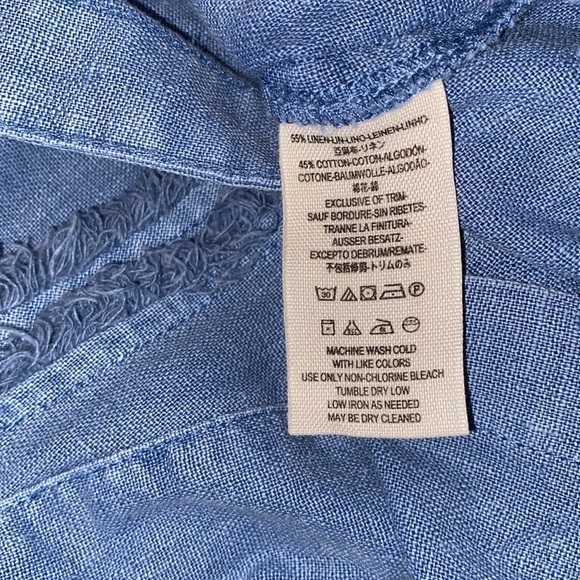 55% LINEN-LIN-LINO-LEINEN-LINHO-
亞麻布-リネン
45% COTTON-COTON-ALGODÓN-
COTONE-BAUMWOLLE-ALGODÃO-
棉花-綿
EXCLUSIVE OF TRIM-
SAUF BORDURE-SIN RIBETES-
TRANNE LA FINITURA-
AUSSER BESATZ-
EXCEPTO DEBRUM/REMATE-
不包括修剪-トリムのみ
30 P
MACHINE WASH COLD
WITH LIKE COLORS
USE ONLY NON-CHLORINE BLEACH
TUMBLE DRY LOW
LOW IRON AS NEEDED
MAY BE DRY CLEANED